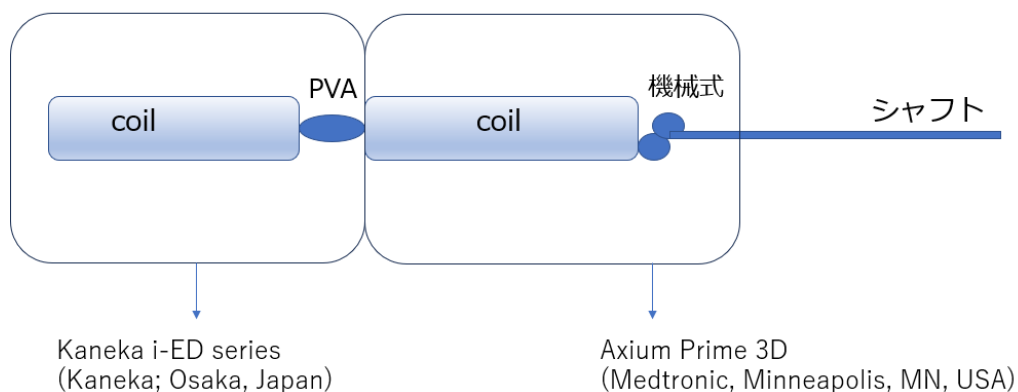 PVA
機械式
coil
coil
シャフト
Kaneka i-ED series
(Kaneka; Osaka, Japan)
Axium Prime 3D
(Medtronic, Minneapolis, MN, USA)